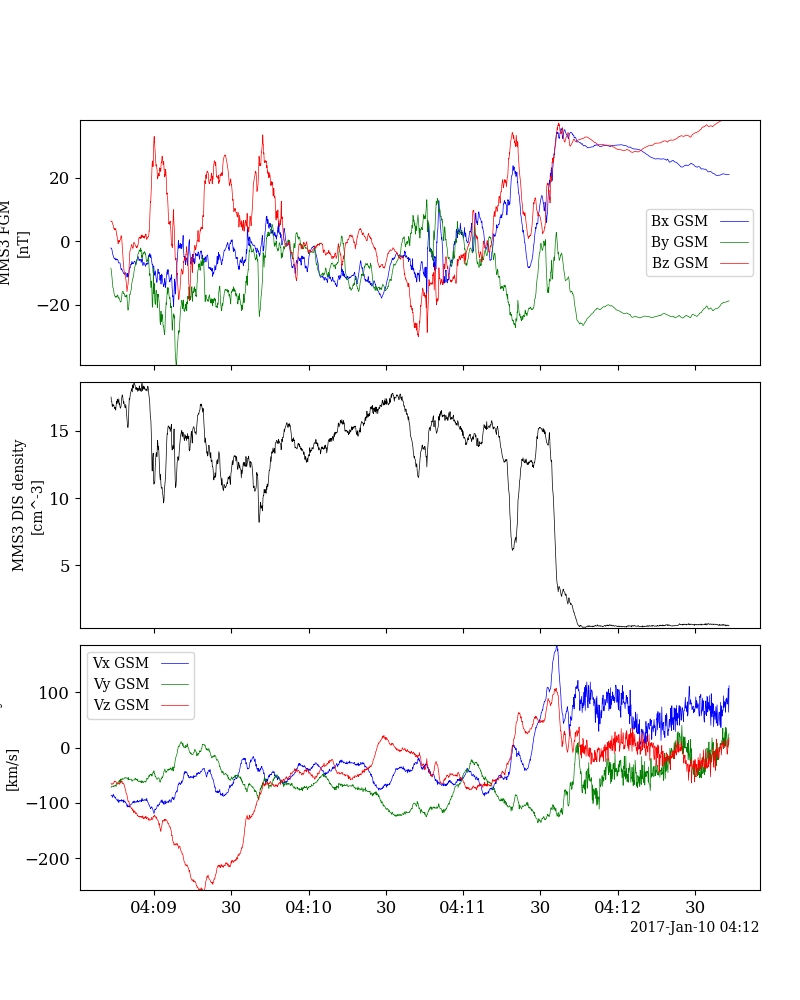 MMS3 FGM
[nT]
20
0
−20
Bx GSM
By GSM
Bz GSM
MMS3 DIS density
[cm^-3]
15
10
5
[km/s]
100
0
−100
−200
Vx GSM
Vy GSM
Vz GSM
04:09 30 04:10 30 04:11 30 04:12 30
2017-Jan-10 04:12